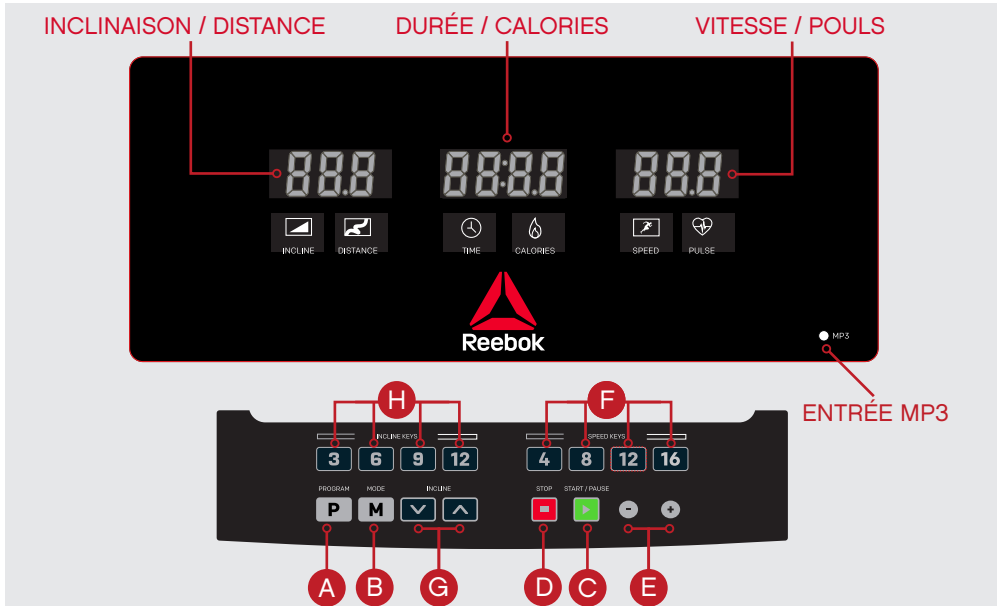 INCLINAISON / DISTANCE DURÉE / CALORIES VITESSE / POULS
88.8 88:8.8 88.8
INCLINE DISTANCE TIME CALORIES SPEED PULSE
Reebok
MP3
ENTRÉE MP3
H F
INCLINE KEYS SPEED KEYS
3 6 9 12 4 8 12 16
PROGRAM MODE INCLINE STOP START / PAUSE
P M - +
A B G D C E